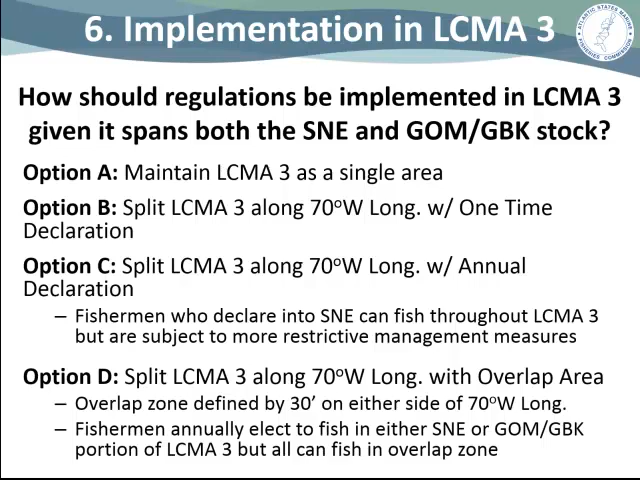 6. Implementation in LCMA 3
ATLANTIC STATES MARINE
FISHERIES COMMISSION
How should regulations be implemented in LCMA 3
given it spans both the SNE and GOM/GBK stock?
Option A: Maintain LCMA 3 as a single area
Option B: Split LCMA 3 along 70°W Long. w/ One Time
Declaration
Option C: Split LCMA 3 along 70°W Long. w/ Annual
Declaration
– Fishermen who declare into SNE can fish throughout LCMA 3
but are subject to more restrictive management measures
Option D: Split LCMA 3 along 70°W Long. with Overlap Area
– Overlap zone defined by 30’ on either side of 70°W Long.
– Fishermen annually elect to fish in either SNE or GOM/GBK
portion of LCMA 3 but all can fish in overlap zone